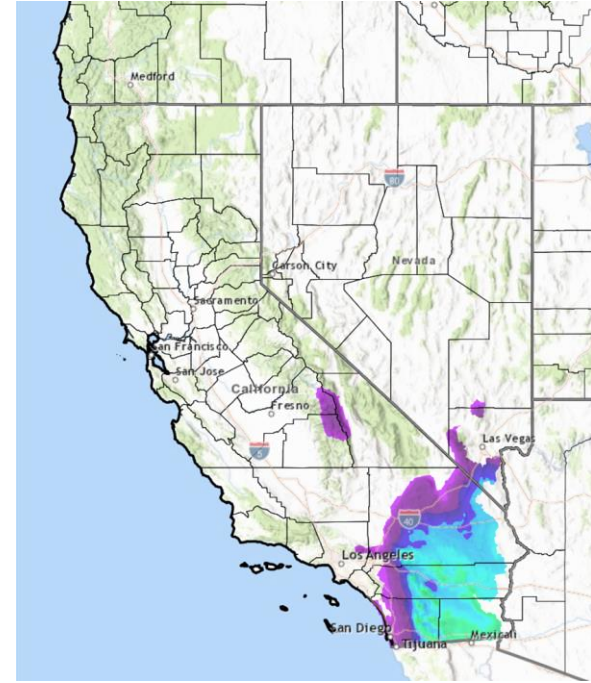 Medford
80
Nevada
Carson City
Sacramento
San Francisco
San Jose
California
Fresno
5
Las Vegas
40
Los Angeles
San Diego
Mexicali
Tijuana